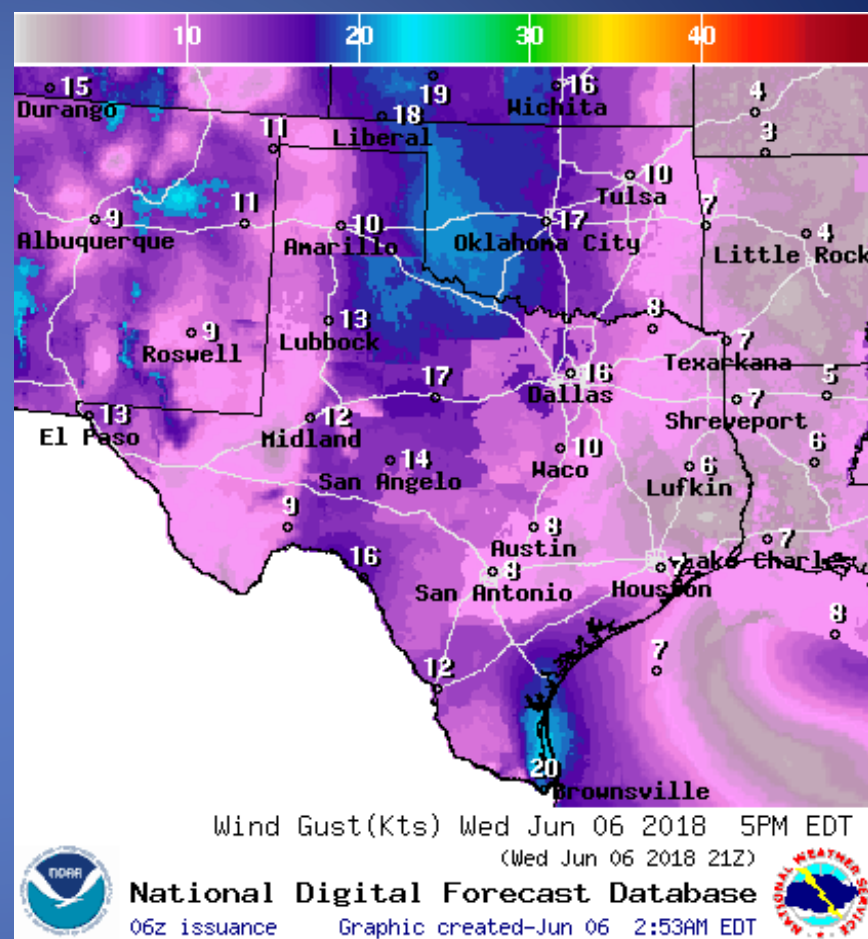 10 20 30 40
15 19 16 4
Durango 18 Wichita
11 Liberal 3
10
Tulsa
9 11 10 17 7 4
Albuquerque Amarillo Oklahoma City Little Rock
9 13 8 7
Roswell Lubbock Texarkana
17 16 5
Dallas 7
13 12 Shreveport
El Paso Midland 10 6
14 Waco 6
San Angelo Lufkin
9 8 7
Austin Lake Charles
16 8 7
San Antonio Houston
8
12 7
20
Brownsville
Wind Gust(Kts) Wed Jun 06 2018 5PM EDT
(Wed Jun 06 2018 21Z)
NOAA
National Digital Forecast Database
06z issuance Graphic created-Jun 06 2:53AM EDT
NATIONAL WEATHER SERVICE